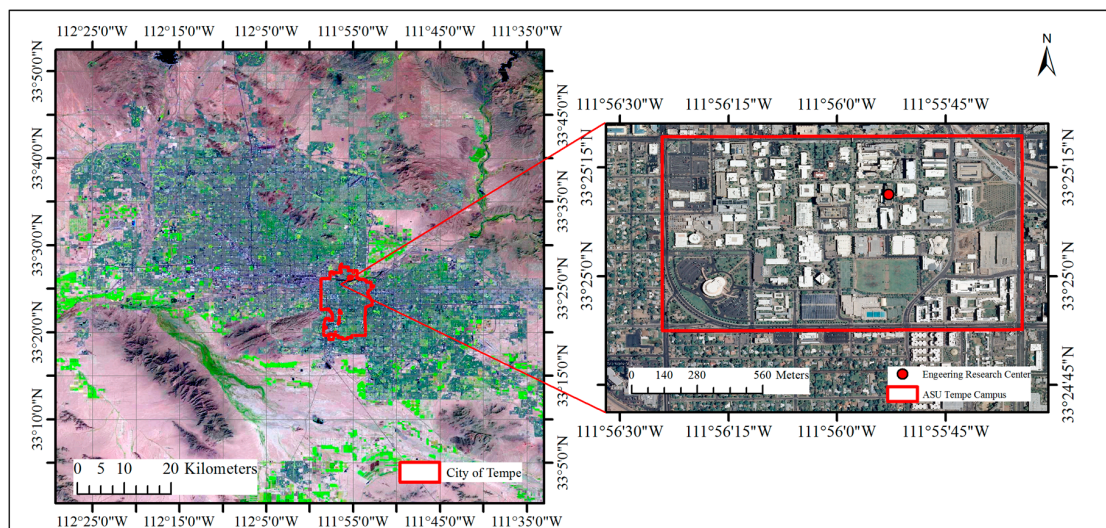 112°25'0"W 112°15'0"W 112°5'0"W 111°55'0"W 111°45'0"W 111°35'0"W
33°50'0"N
33°40'0"N
33°30'0"N
33°20'0"N
33°10'0"N
33°45'0"N
33°35'0"N
33°25'0"N
33°15'0"N
33°5'0"N
0 5 10 20 Kilometers
City of Tempe
112°25'0"W 112°15'0"W 112°5'0"W 111°55'0"W 111°45'0"W 111°35'0"W
N
111°56'30"W 111°56'15"W 111°56'0"W 111°55'45"W
33°25'15"N
33°25'0"N
33°25'15"N
33°25'0"N
33°24'45"N
0 140 280 560 Meters
Engeering Research Center
ASU Tempe Campus
111°56'30"W 111°56'15"W 111°56'0"W 111°55'45"W